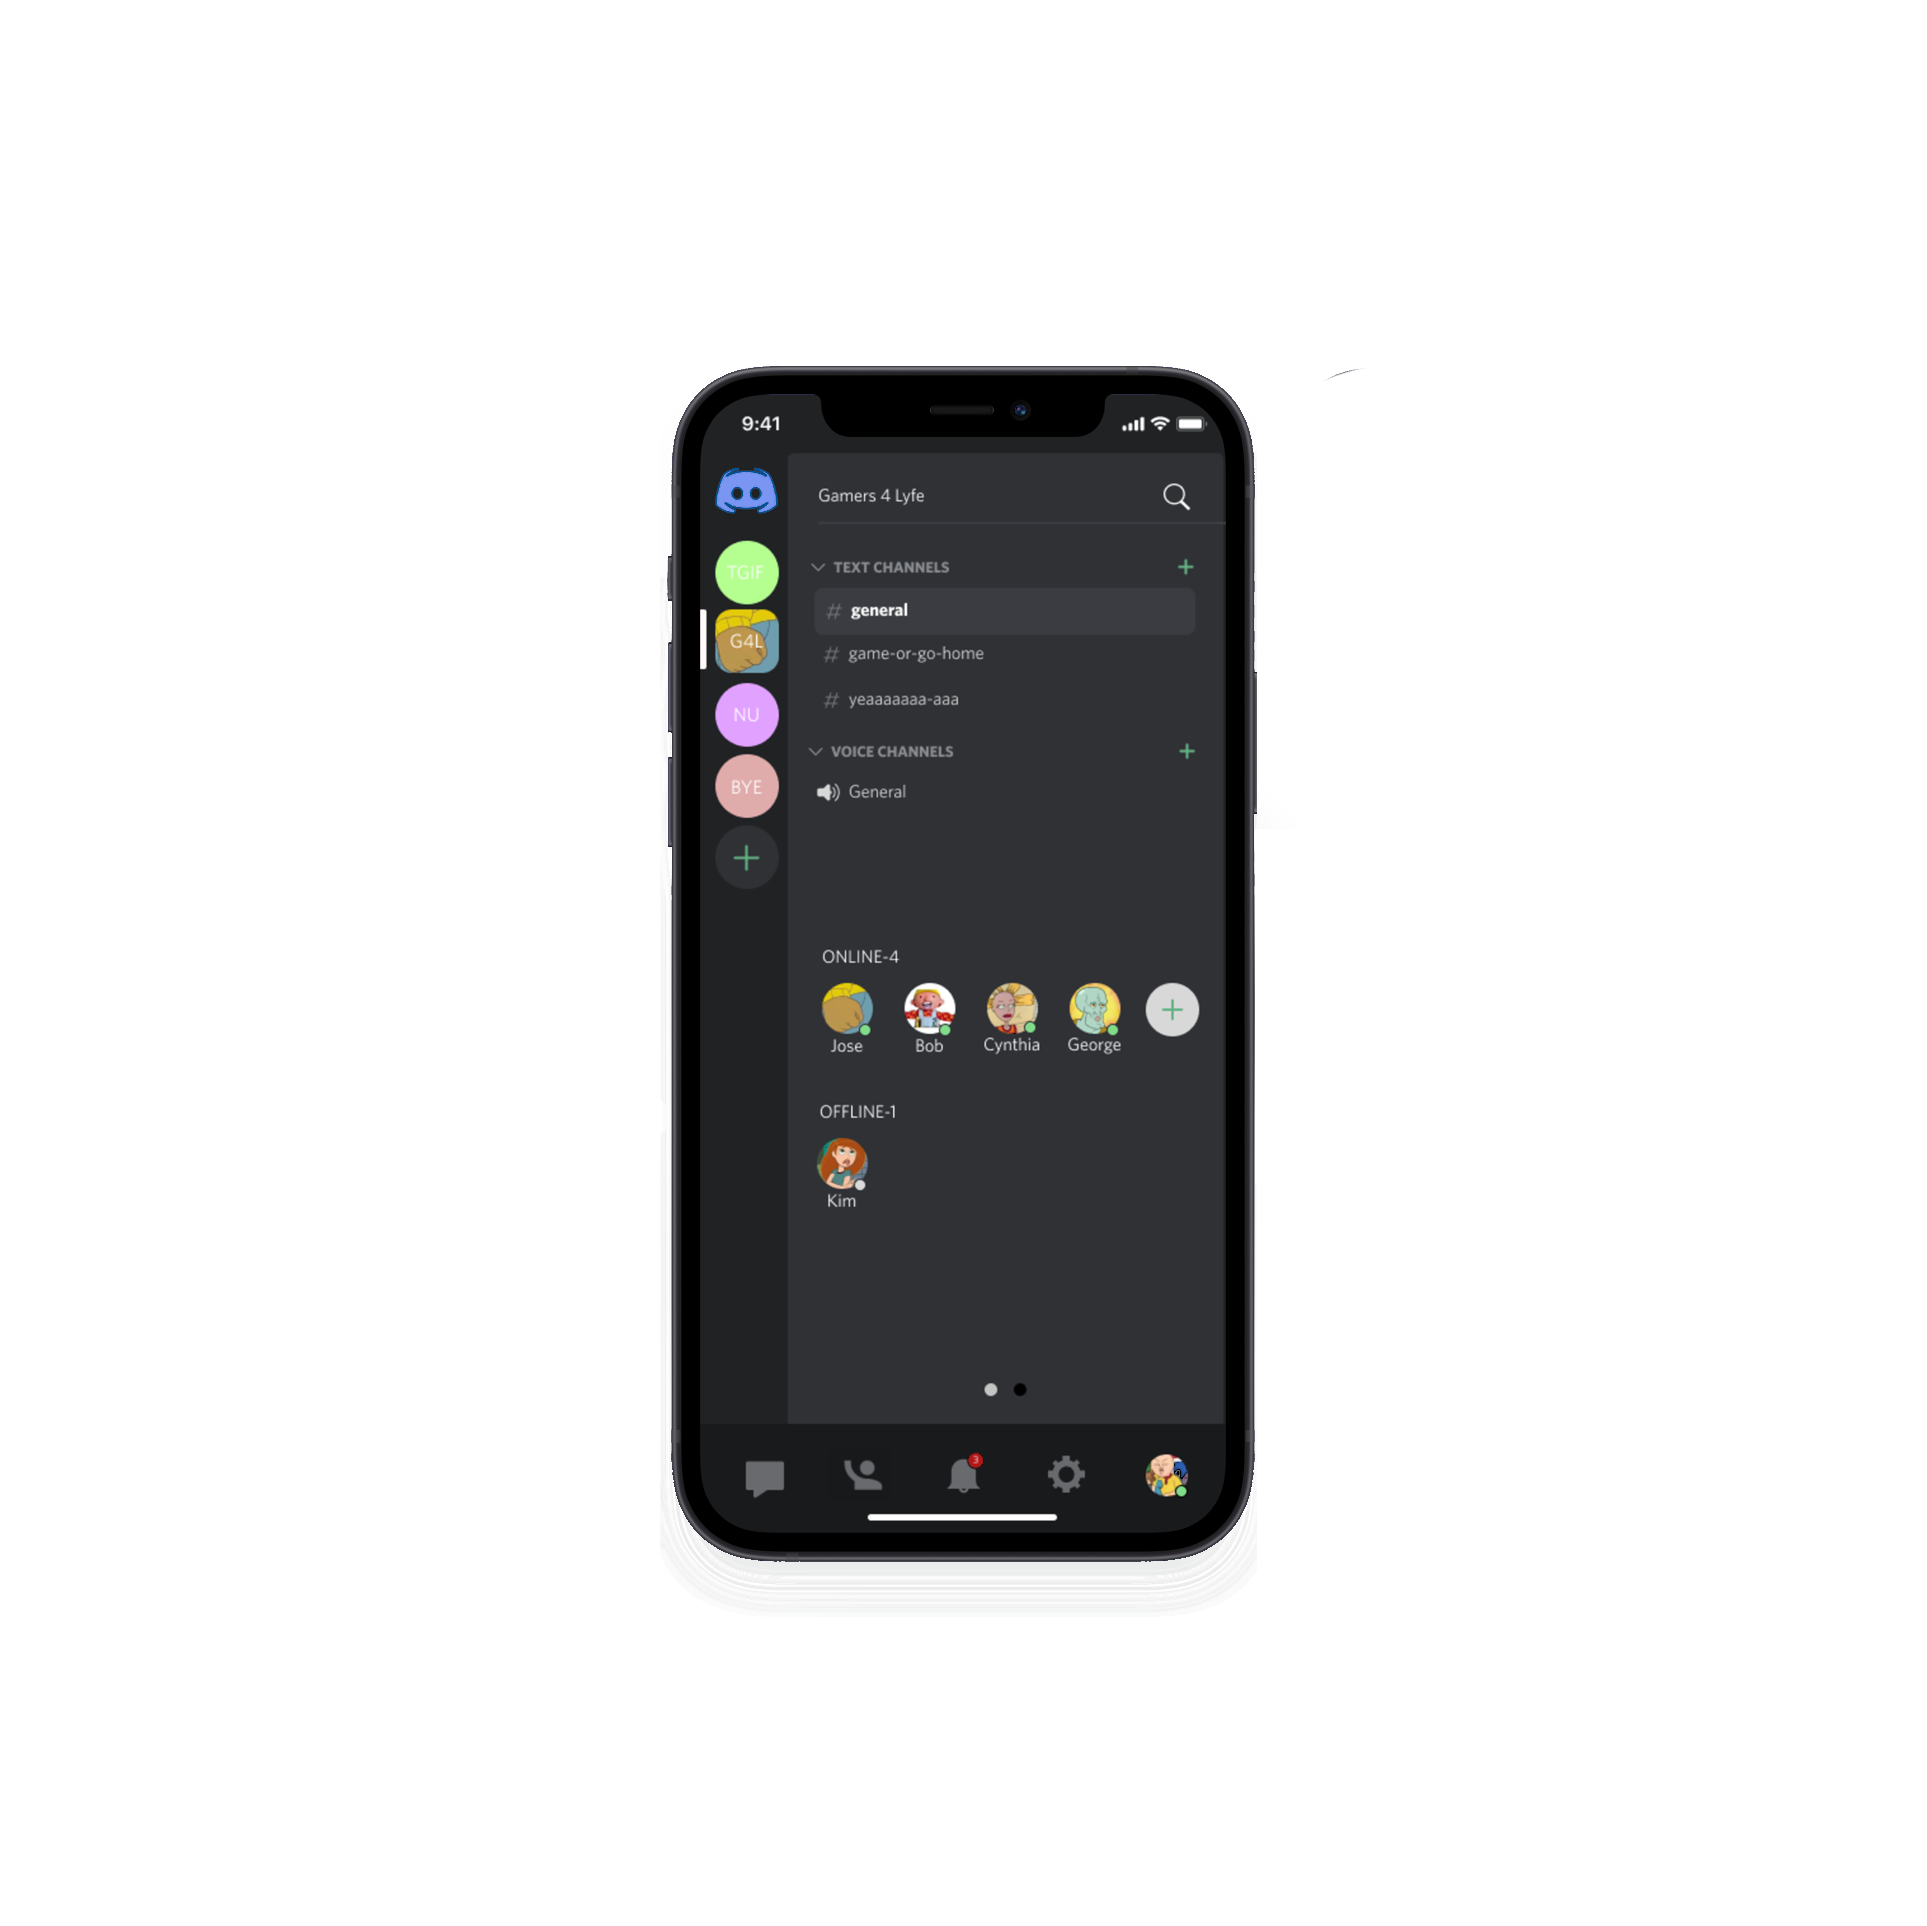 9:41
Gamers 4 Lyfe
TGIF
TEXT CHANNELS
# general
G4L
# game-or-go-home
# yeaaaaaaa-aaa
NU
VOICE CHANNELS
BYE
General
ONLINE-4
Jose Bob Cynthia George
OFFLINE-1
Kim
3